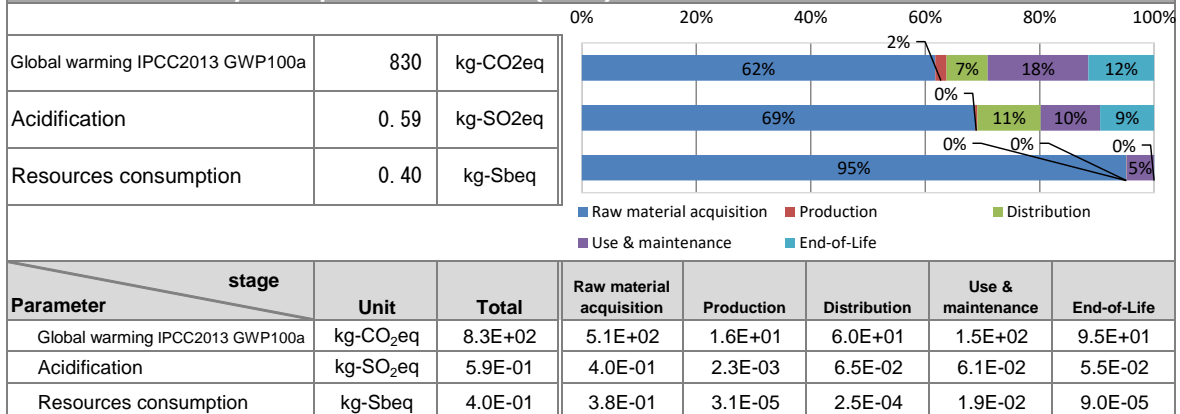 0% 20% 40% 60% 80% 100%
Global warming IPCC2013 GWP100a 830 kg-CO2eq
2%
62% 7% 18% 12%
Acidification 0.59 kg-SO2eq
0%
69% 11% 10% 9%
Resources consumption 0.40 kg-Sbeq
0% 0% 0%
95% 5%
Raw material acquisition Production Distribution
Use & maintenance End-of-Life
stage
Parameter Unit Total Raw material acquisition Production Distribution Use & maintenance End-of-Life
Global warming IPCC2013 GWP100a kg-CO₂eq 8.3E+02 5.1E+02 1.6E+01 6.0E+01 1.5E+02 9.5E+01
Acidification kg-SO₂eq 5.9E-01 4.0E-01 2.3E-03 6.5E-02 6.1E-02 5.5E-02
Resources consumption kg-Sbeq 4.0E-01 3.8E-01 3.1E-05 2.5E-04 1.9E-02 9.0E-05